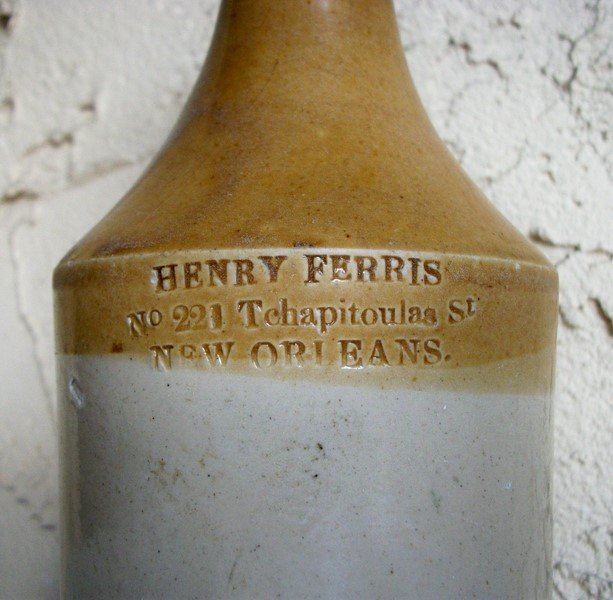 HENRY FERRIS
No 221 Tchapitoulas St
NEW ORLEANS.